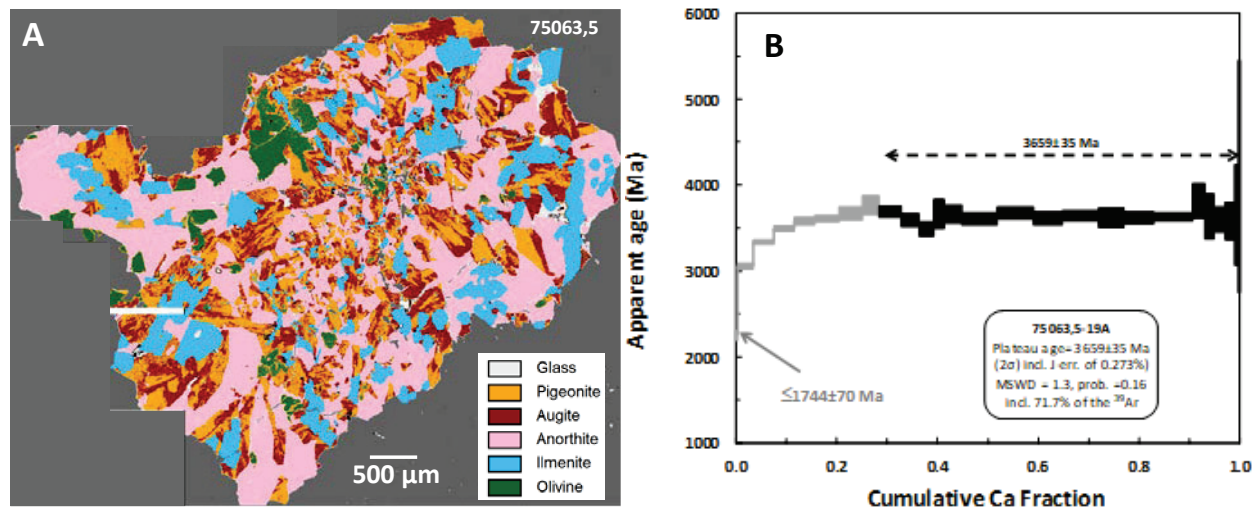 A
75063,5
Glass
Pigeonite
Augite
Anorthite
Ilmenite
Olivine
500 µm
B
Apparent age (Ma)
6000
5000
4000
3000
2000
1000
3659±35 Ma
≤1744±70 Ma
75063,5-19A
Plateau age= 3659±35 Ma
(2σ) incl. J err. of 0.273%)
MSWD = 1.3, prob. =0.16
incl. 71.7% of the ³⁹Ar
0.0 0.2 0.4 0.6 0.8 1.0
Cumulative Ca Fraction